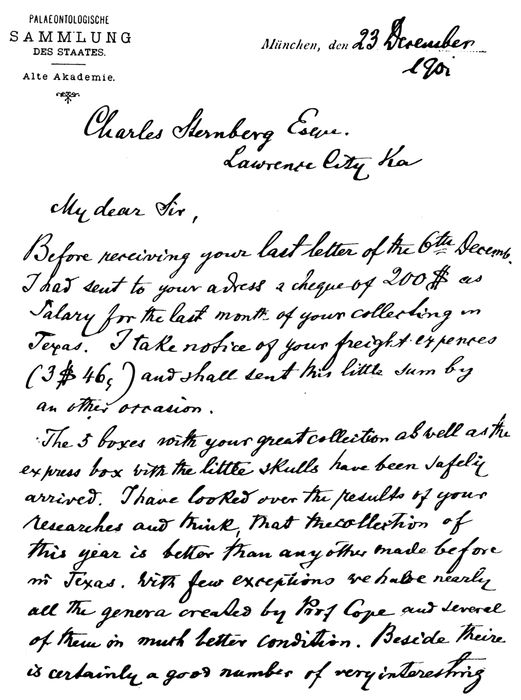 PALAEONTOLOGISCHE
SAMMLUNG
DES STAATES.
Alte Akademie.
München, den 23 December
1901
Charles Sternberg Esqu.
Lawrence City Ka
My dear Sir,
Before receiving your last letter of the 6th Decemb.
I had sent to your adress a cheque of 200 $ as
Salary for the last month of your collecting in
Texas. I take notice of your freight expences
(3 $ 46 c) and shall sent this little sum by
an other occasion.
The 5 boxes with your great collection as well as the
express box with the little skulls have been safely
arrived. I have looked over the results of your
researches and think, that the collection of
this year is better than any other made before
in Texas. With few exceptions we have nearly
all the genera created by Prof Cope and several
of them in much better condition. Beside theire
is certainly a good number of very interesting